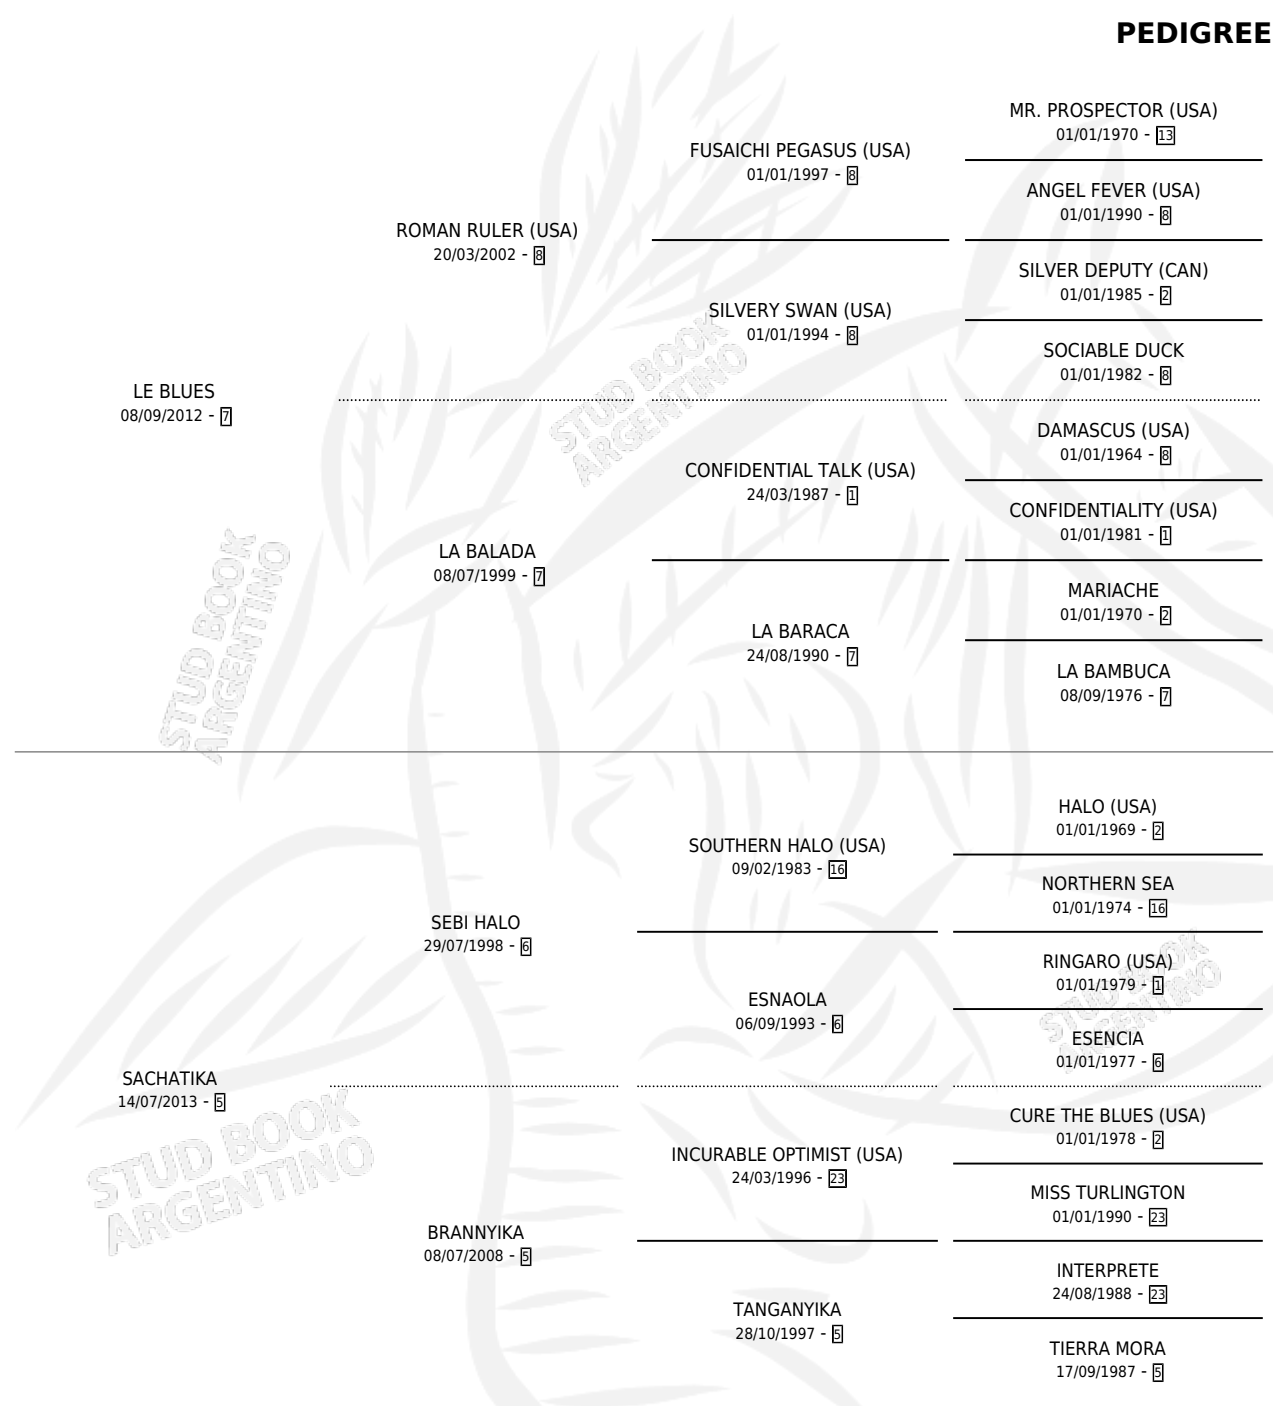 PEDIGREE
MR. PROSPECTOR (USA)
01/01/1970 - 13
FUSAICHI PEGASUS (USA)
01/01/1997 - 8
ANGEL FEVER (USA)
01/01/1990 - 8
ROMAN RULER (USA)
20/03/2002 - 8
SILVER DEPUTY (CAN)
01/01/1985 - 2
SILVERY SWAN (USA)
01/01/1994 - 8
SOCIABLE DUCK
01/01/1982 - 8
LE BLUES
08/09/2012 - 7
STUD BOOK
ARGENTINO
DAMASCUS (USA)
01/01/1964 - 8
CONFIDENTIAL TALK (USA)
24/03/1987 - 1
CONFIDENTIALITY (USA)
01/01/1981 - 1
LA BALADA
08/07/1999 - 7
MARIACHE
01/01/1970 - 2
LA BARACA
24/08/1990 - 7
LA BAMBUCA
08/09/1976 - 7
STUD BOOK
ARGENTINO
HALO (USA)
01/01/1969 - 2
SOUTHERN HALO (USA)
09/02/1983 - 16
NORTHERN SEA
01/01/1974 - 16
SEBI HALO
29/07/1998 - 6
RINGARO (USA)
01/01/1979 - 1
ESNAOLA
06/09/1993 - 6
ESENCIA
01/01/1977 - 6
STUD BOOK
ARGENTINO
SACHATIKA
14/07/2013 - 5
STUD BOOK
ARGENTINO
CURE THE BLUES (USA)
01/01/1978 - 2
INCURABLE OPTIMIST (USA)
24/03/1996 - 23
MISS TURLINGTON
01/01/1990 - 23
BRANNYIKA
08/07/2008 - 5
INTERPRETE
24/08/1988 - 23
TANGANYIKA
28/10/1997 - 5
TIERRA MORA
17/09/1987 - 5